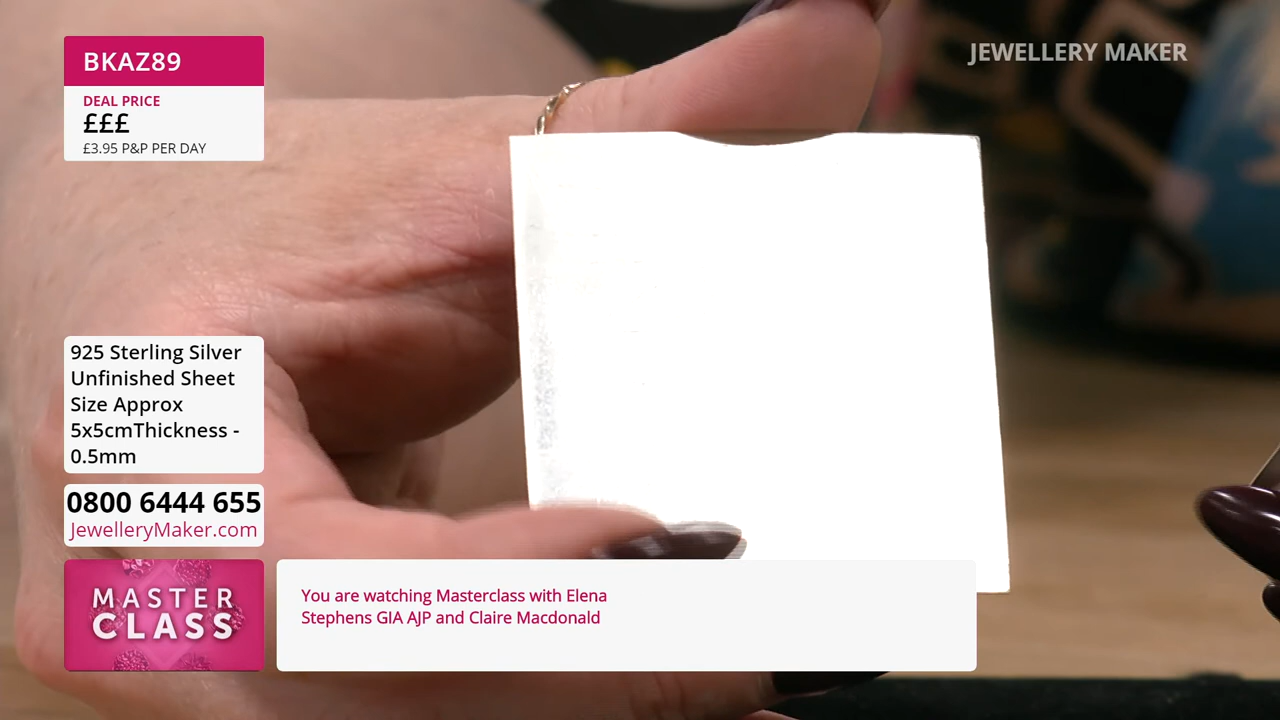 BKAZ89
DEAL PRICE
£££
£3.95 P&P PER DAY
JEWELLERY MAKER
925 Sterling Silver
Unfinished Sheet
Size Approx
5x5cmThickness -
0.5mm
0800 6444 655
JewelleryMaker.com
MASTER
CLASS
You are watching Masterclass with Elena
Stephens GIA AJP and Claire Macdonald